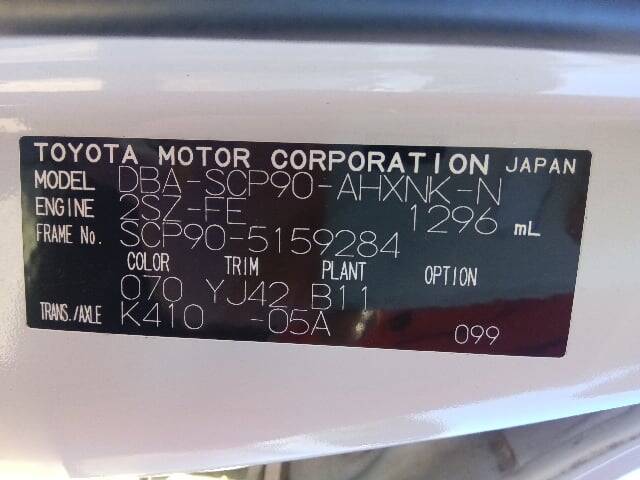 TOYOTA MOTOR CORPORATION JAPAN
MODEL DBA-SCP90-AHXNK-N
ENGINE 2SZ-FE 1296 mL
FRAME No. SCP90-5159284
COLOR TRIM PLANT OPTION
070 YJ42 B11
TRANS./AXLE K410 -05A 099